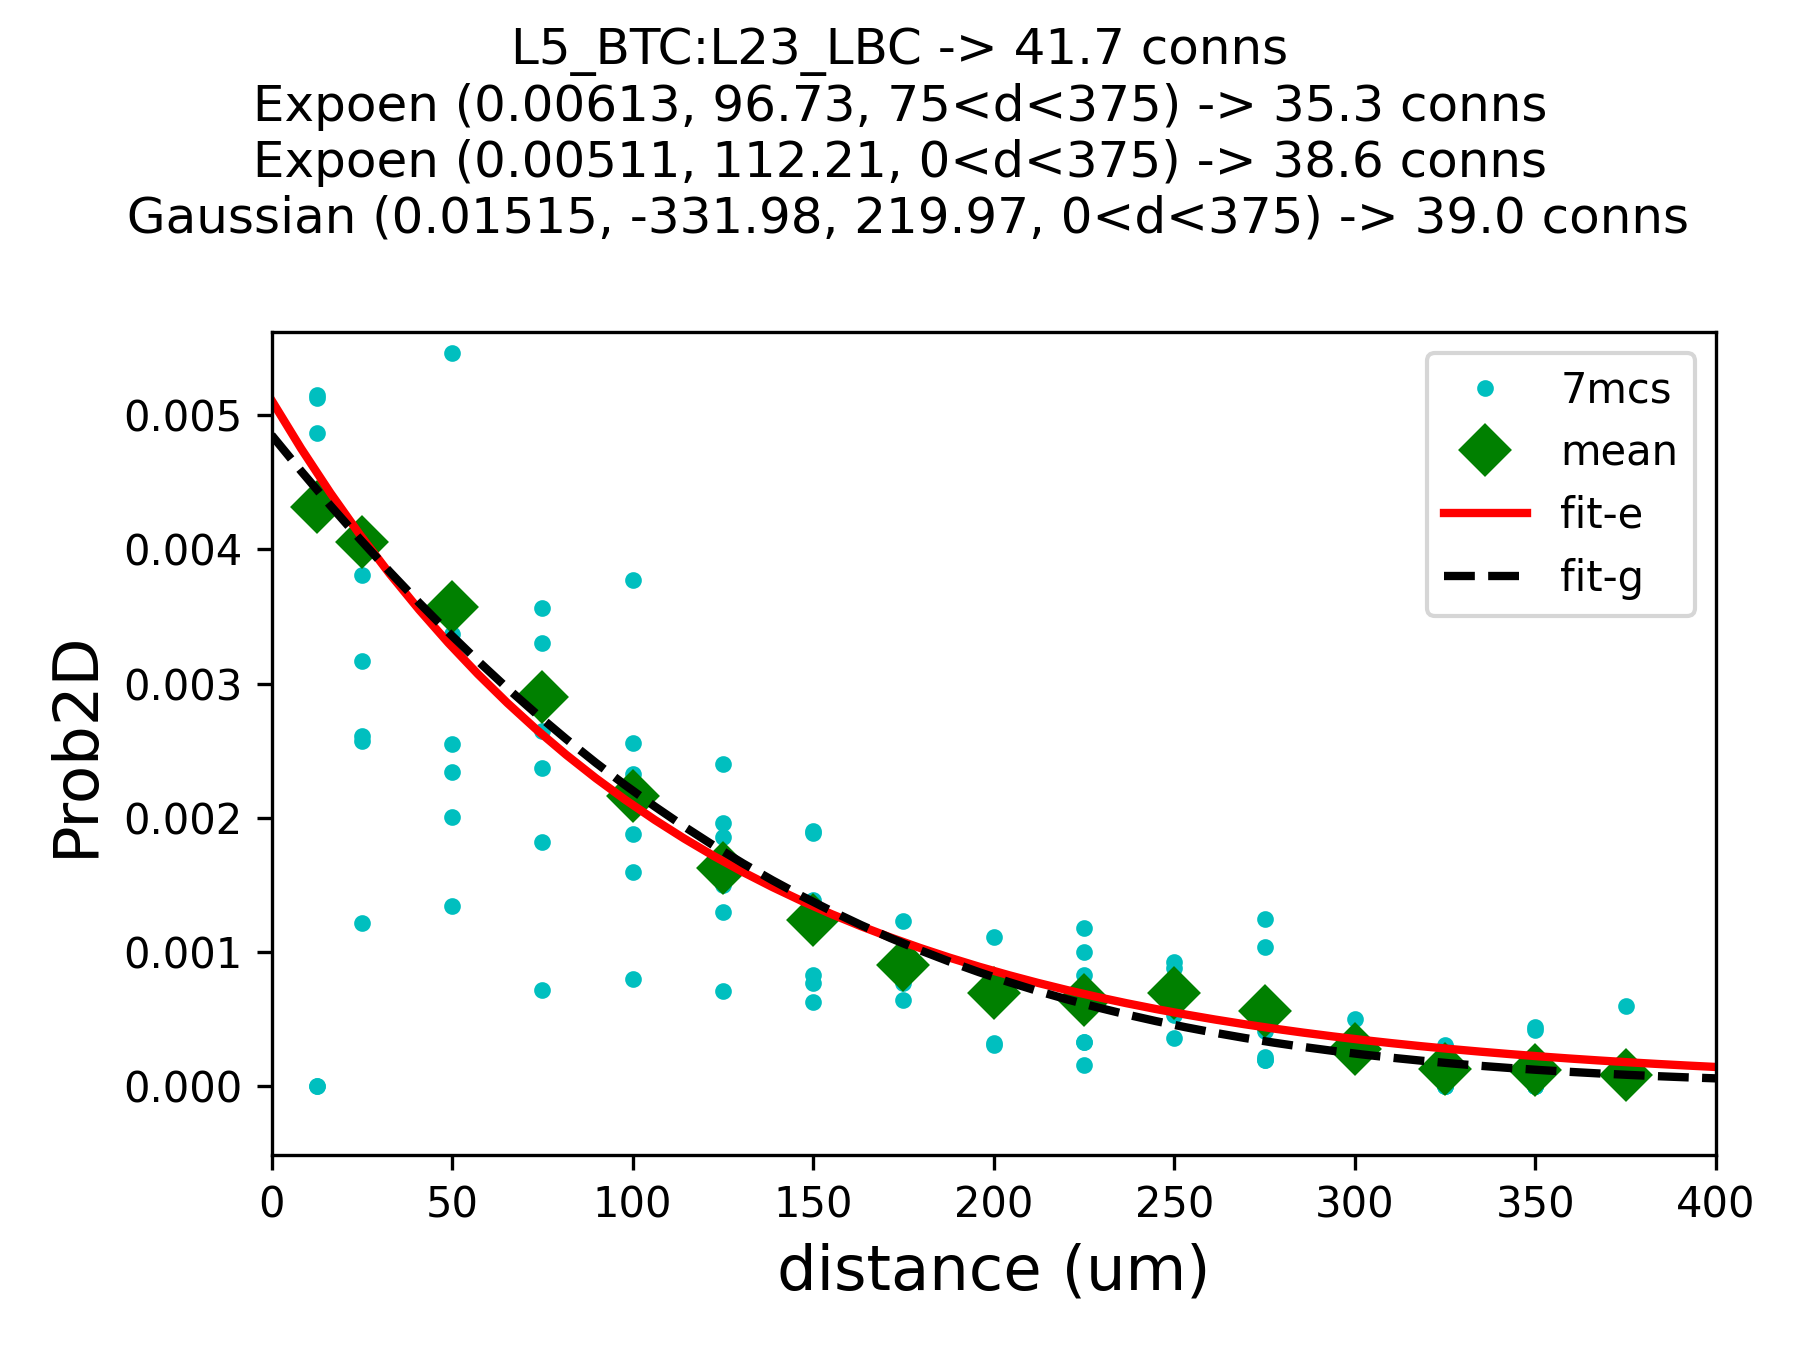 L5_BTC:L23_LBC -> 41.7 conns
Expoen (0.00613, 96.73, 75<d<375) -> 35.3 conns
Expoen (0.00511, 112.21, 0<d<375) -> 38.6 conns
Gaussian (0.01515, -331.98, 219.97, 0<d<375) -> 39.0 conns
7mcs
mean
fit-e
fit-g
Prob2D
0.005
0.004
0.003
0.002
0.001
0.000
0 50 100 150 200 250 300 350 400
distance (um)